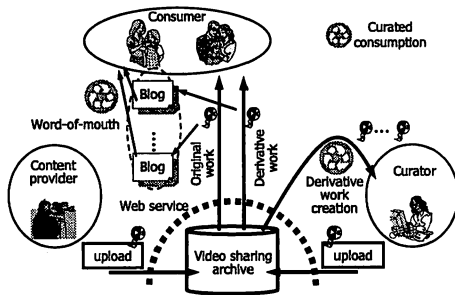 Consumer
Curated
consumption
Blog
Word-of-mouth
Blog
Original
work
Derivative
work
Content
provider
Web service
Derivative
work
creation
Curator
upload
Video sharing
archive
upload